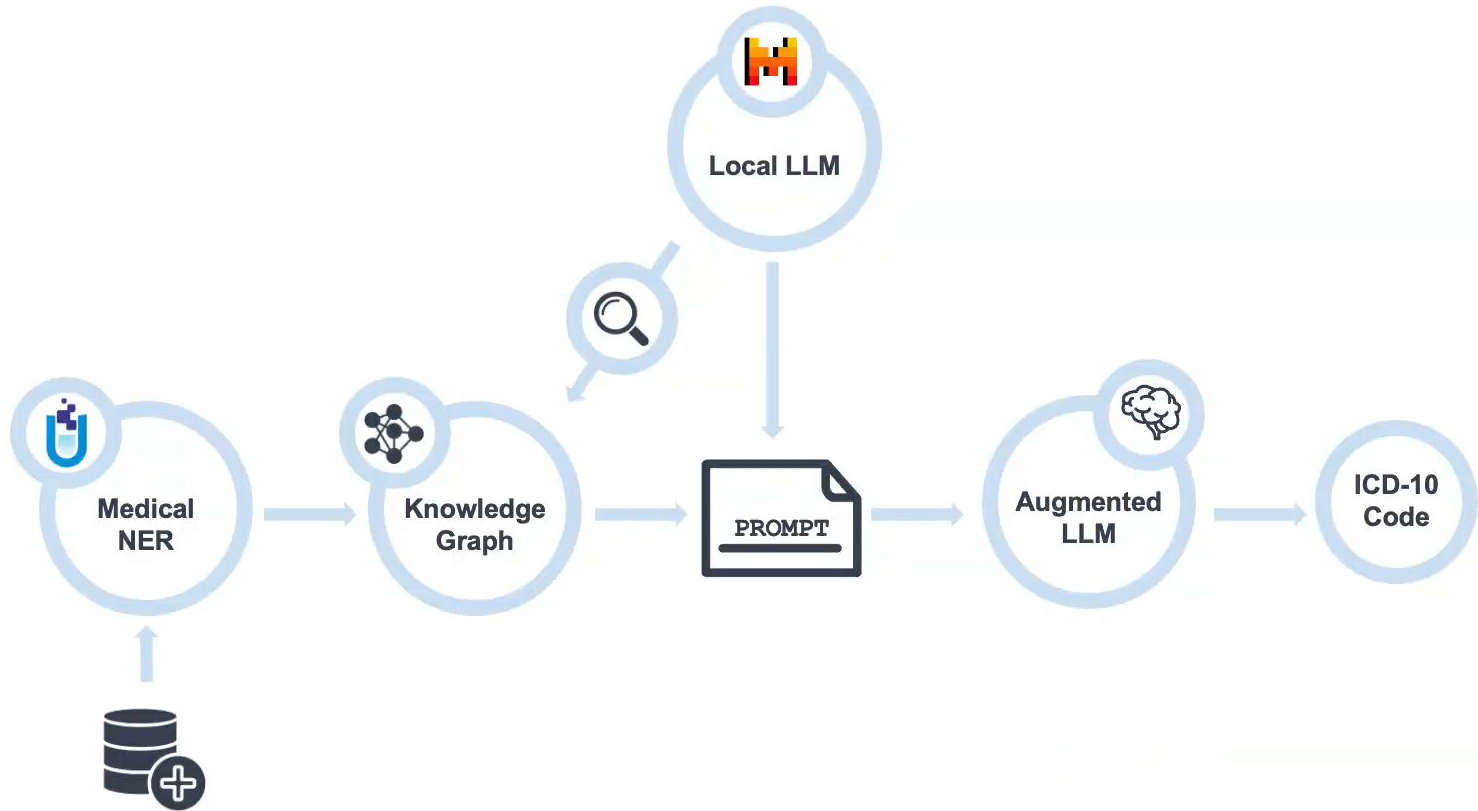 Local LLM
Medical
NER
Knowledge
Graph
PROMPT
Augmented
LLM
ICD-10
Code